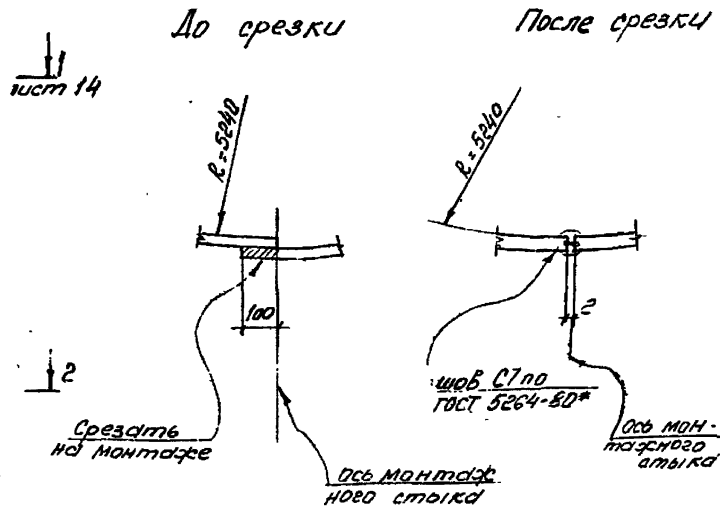 До срезки
После срезки
1
лист 14
R=5240
R=5240
100
2
2
шов С7 по
ГОСТ 5264-80*
Срезать
на монтаже
Ось монтаж
ного стыка
Ось мон-
тажного
стыка